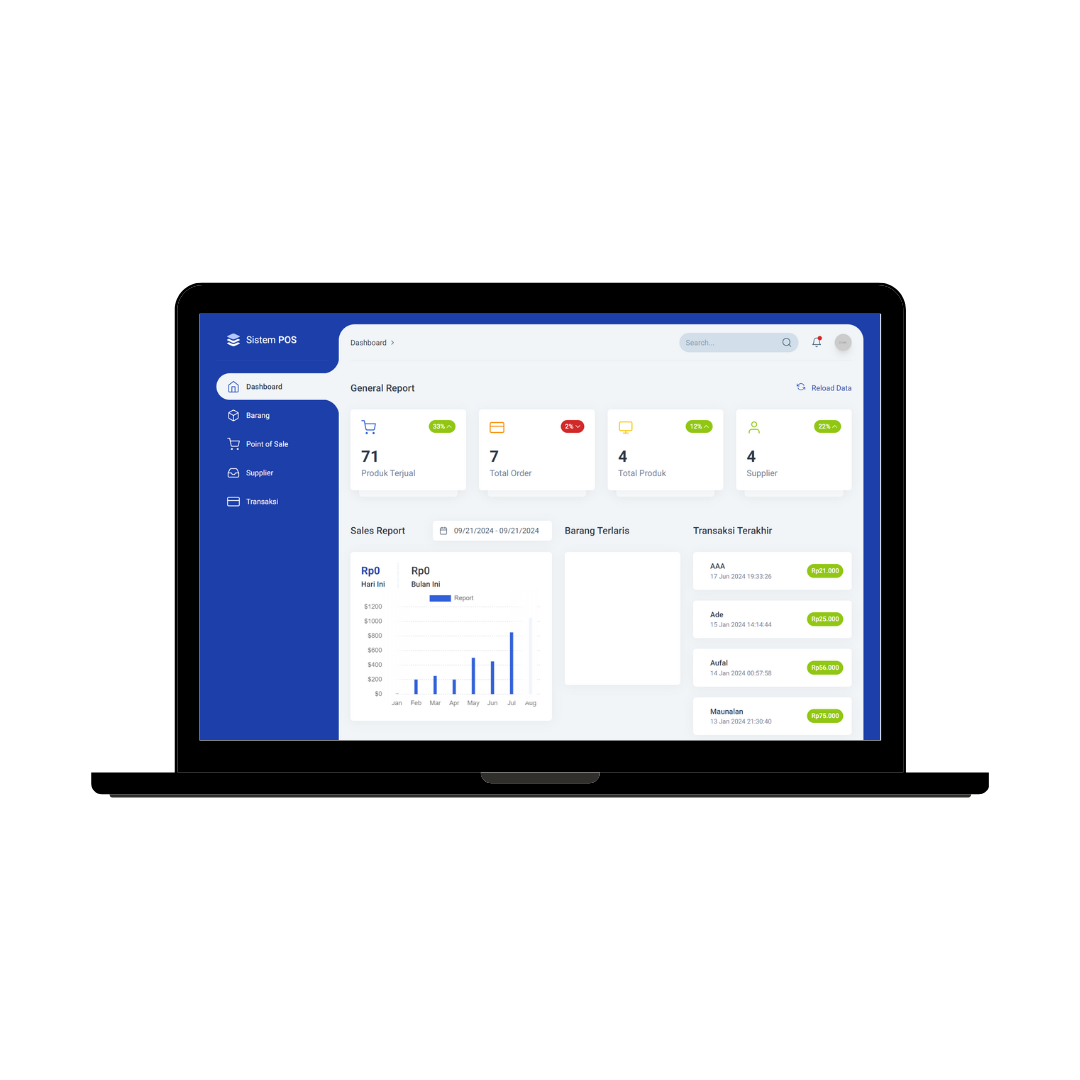 Sistem POS
Dashboard
Barang
Point of Sale
Supplier
Transaksi
Dashboard >
Search...
General Report
Reload Data
33%
71
Produk Terjual
2%
7
Total Order
12%
4
Total Produk
22%
4
Supplier
Sales Report
09/21/2024 - 09/21/2024
Rp0
Hari Ini
Rp0
Bulan Ini
Report
$1200
$1000
$800
$600
$400
$200
$0
Jan Feb Mar Apr May Jun Jul Aug
Barang Terlaris
Transaksi Terakhir
AAA
17 Jan 2024 19:33:26
Rp21.000
Ade
15 Jan 2024 14:14:44
Rp25.000
Aufal
14 Jan 2024 00:57:58
Rp56.000
Maunalan
13 Jan 2024 21:30:40
Rp75.000